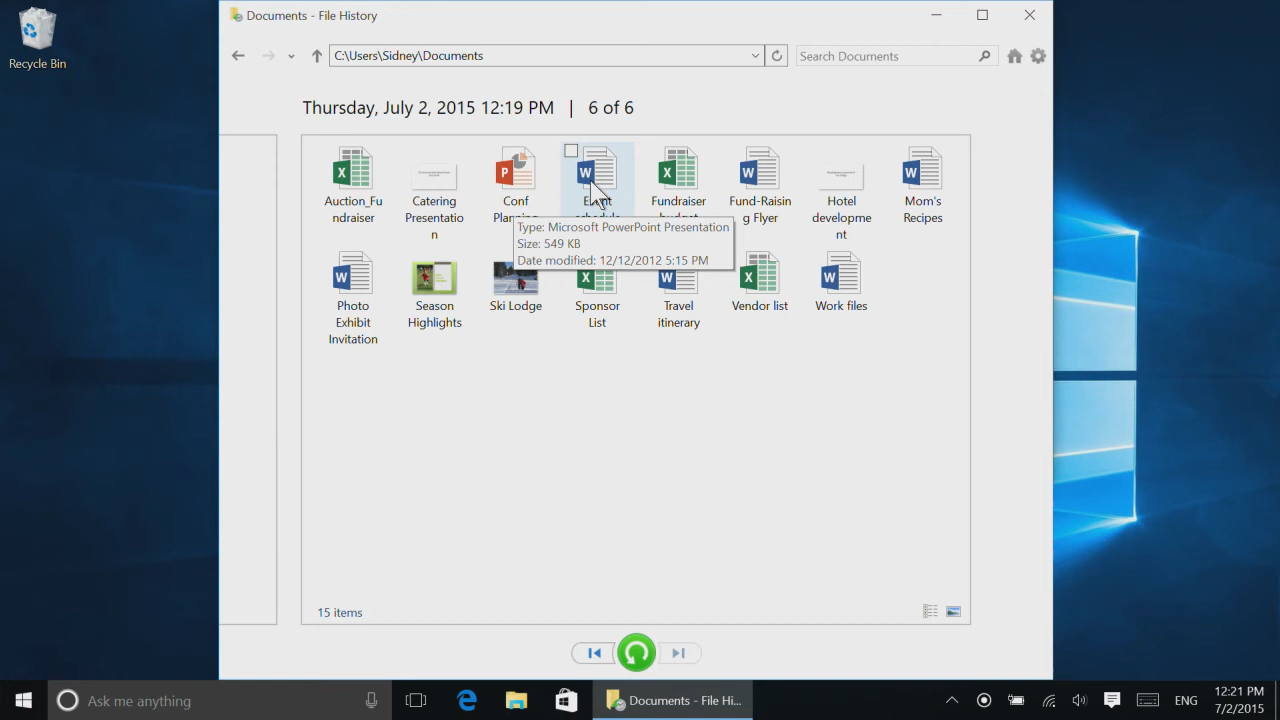 Documents - File History
Recycle Bin
C:\Users\Sidney\Documents
Search Documents
Thursday, July 2, 2015 12:19 PM | 6 of 6
Auction_Fu
ndraiser
Catering
Presentatio
n
Conf
Planning
schedule
Fundraiser
budget
Fund-Raisin
g Flyer
Hotel
developme
nt
Mom's
Recipes
Type: Microsoft PowerPoint Presentation
Size: 549 KB
Date modified: 12/12/2012 5:15 PM
Photo
Exhibit
Invitation
Season
Highlights
Ski Lodge
Sponsor
List
Travel
itinerary
Vendor list
Work files
15 items
Ask me anything
Documents - File Hi...
ENG
12:21 PM
7/2/2015